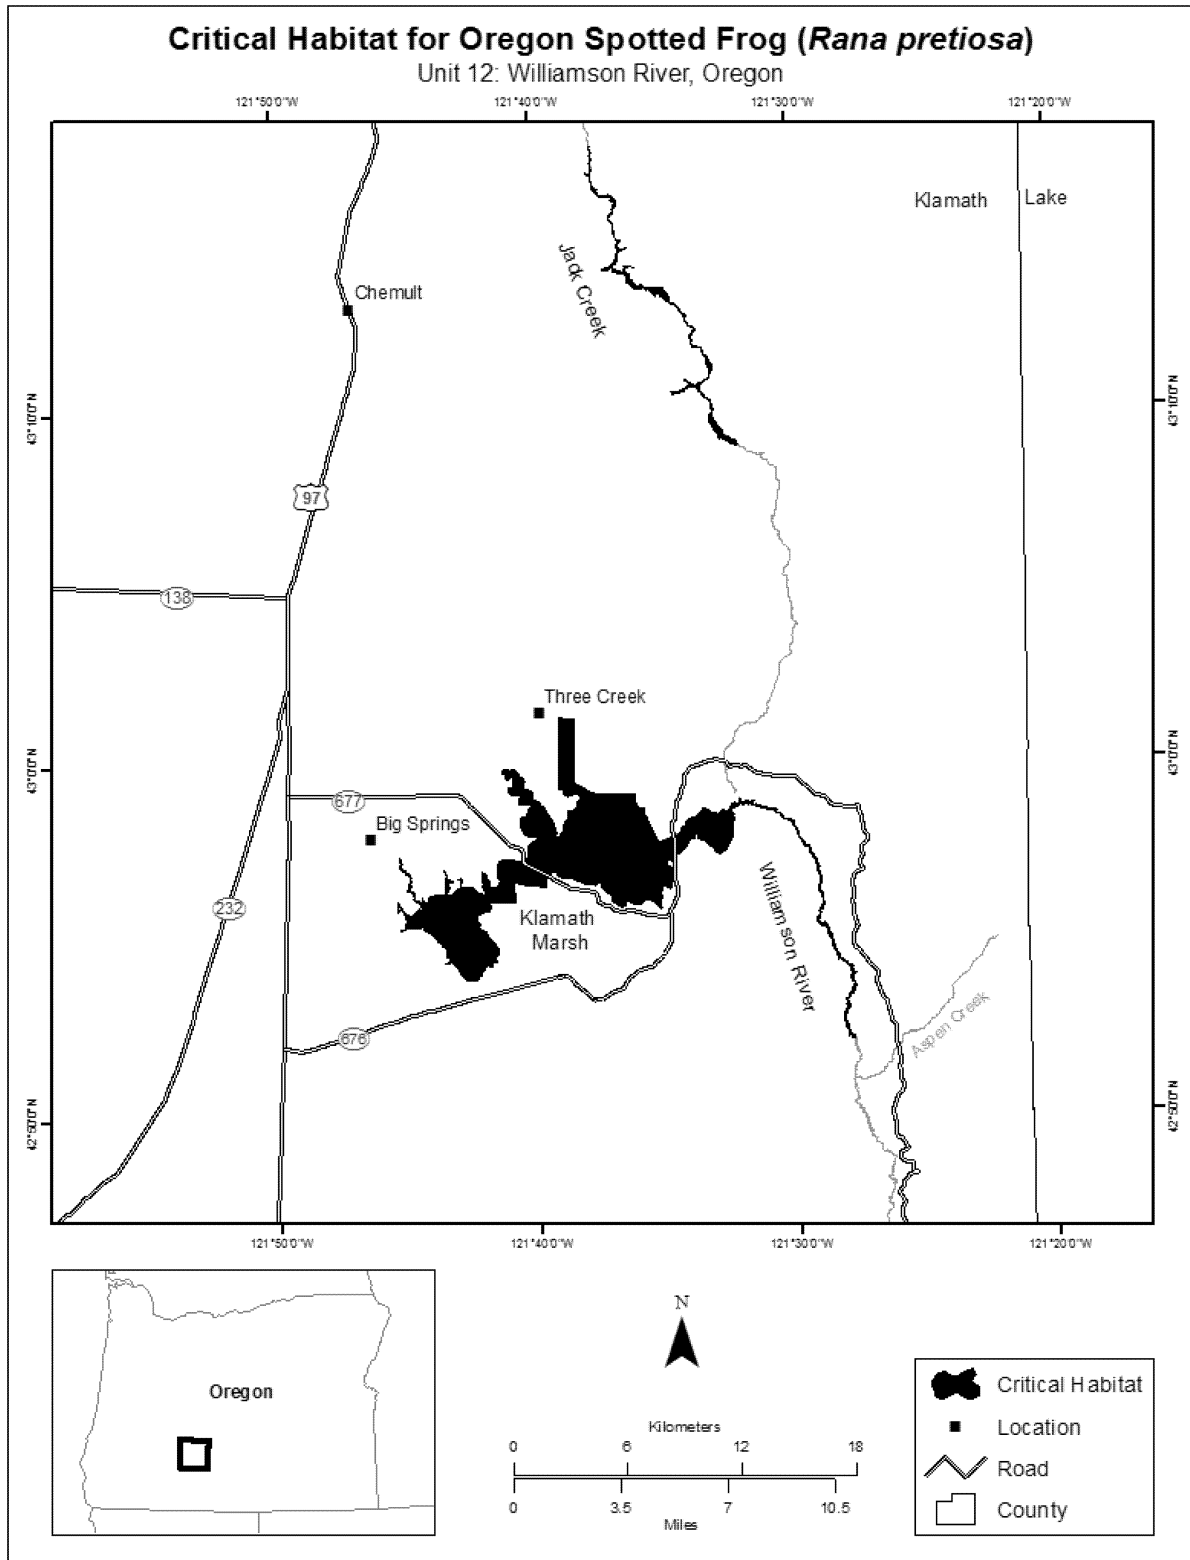 Critical Habitat for Oregon Spotted Frog (Rana pretiosa)
Unit 12: Williamson River, Oregon
121°50'0"W 121°40'0"W 121°30'0"W 121°20'0"W
Klamath Lake
Jack Creek
Chemult
43°10'0"N 43°10'0"N
97
138
Three Creek
43°0'0"N 43°0'0"N
677
Big Springs
232
Klamath
Marsh
Williamson River
Aspen Creek
676
42°50'0"N 42°50'0"N
121°50'0"W 121°40'0"W 121°30'0"W 121°20'0"W
Oregon
N
Kilometers
0 6 12 18
0 3.5 7 10.5
Miles
Critical Habitat
Location
Road
County